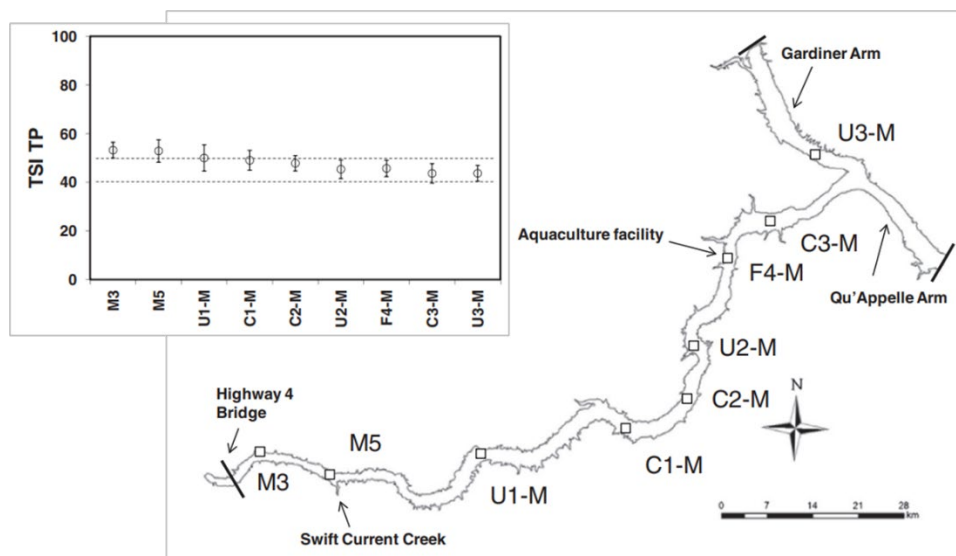 100
80
60
40
20
0
TSI TP
M3
M5
U1-M
C1-M
C2-M
U2-M
F4-M
C3-M
U3-M
Gardiner Arm
U3-M
Aquaculture facility
C3-M
F4-M
Qu'Appelle Arm
U2-M
N
C2-M
Highway 4
Bridge
M5
C1-M
M3
U1-M
Swift Current Creek
0 7 14 21 28
km